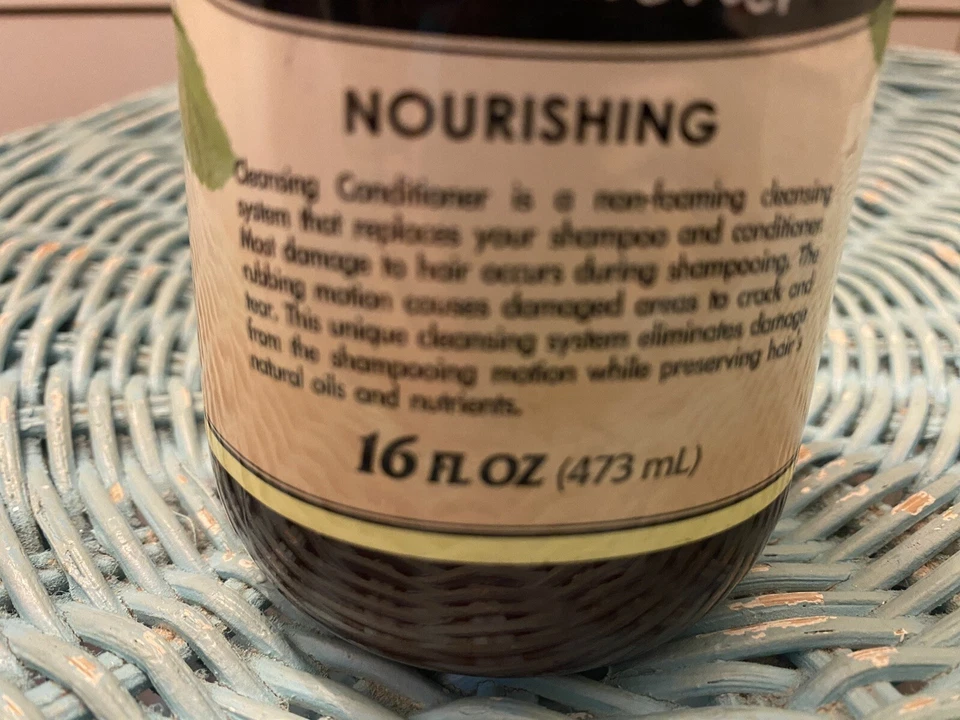 NOURISHING
Cleansing Conditioner is a non-foaming cleansing
system that replaces your shampoo and conditioner.
Most damage to hair occurs during shampooing. The
rubbing motion causes damaged areas to crack and
tear. This unique cleansing system eliminates damage
from the shampooing motion while preserving hair's
natural oils and nutrients.
16 FL OZ (473 mL)